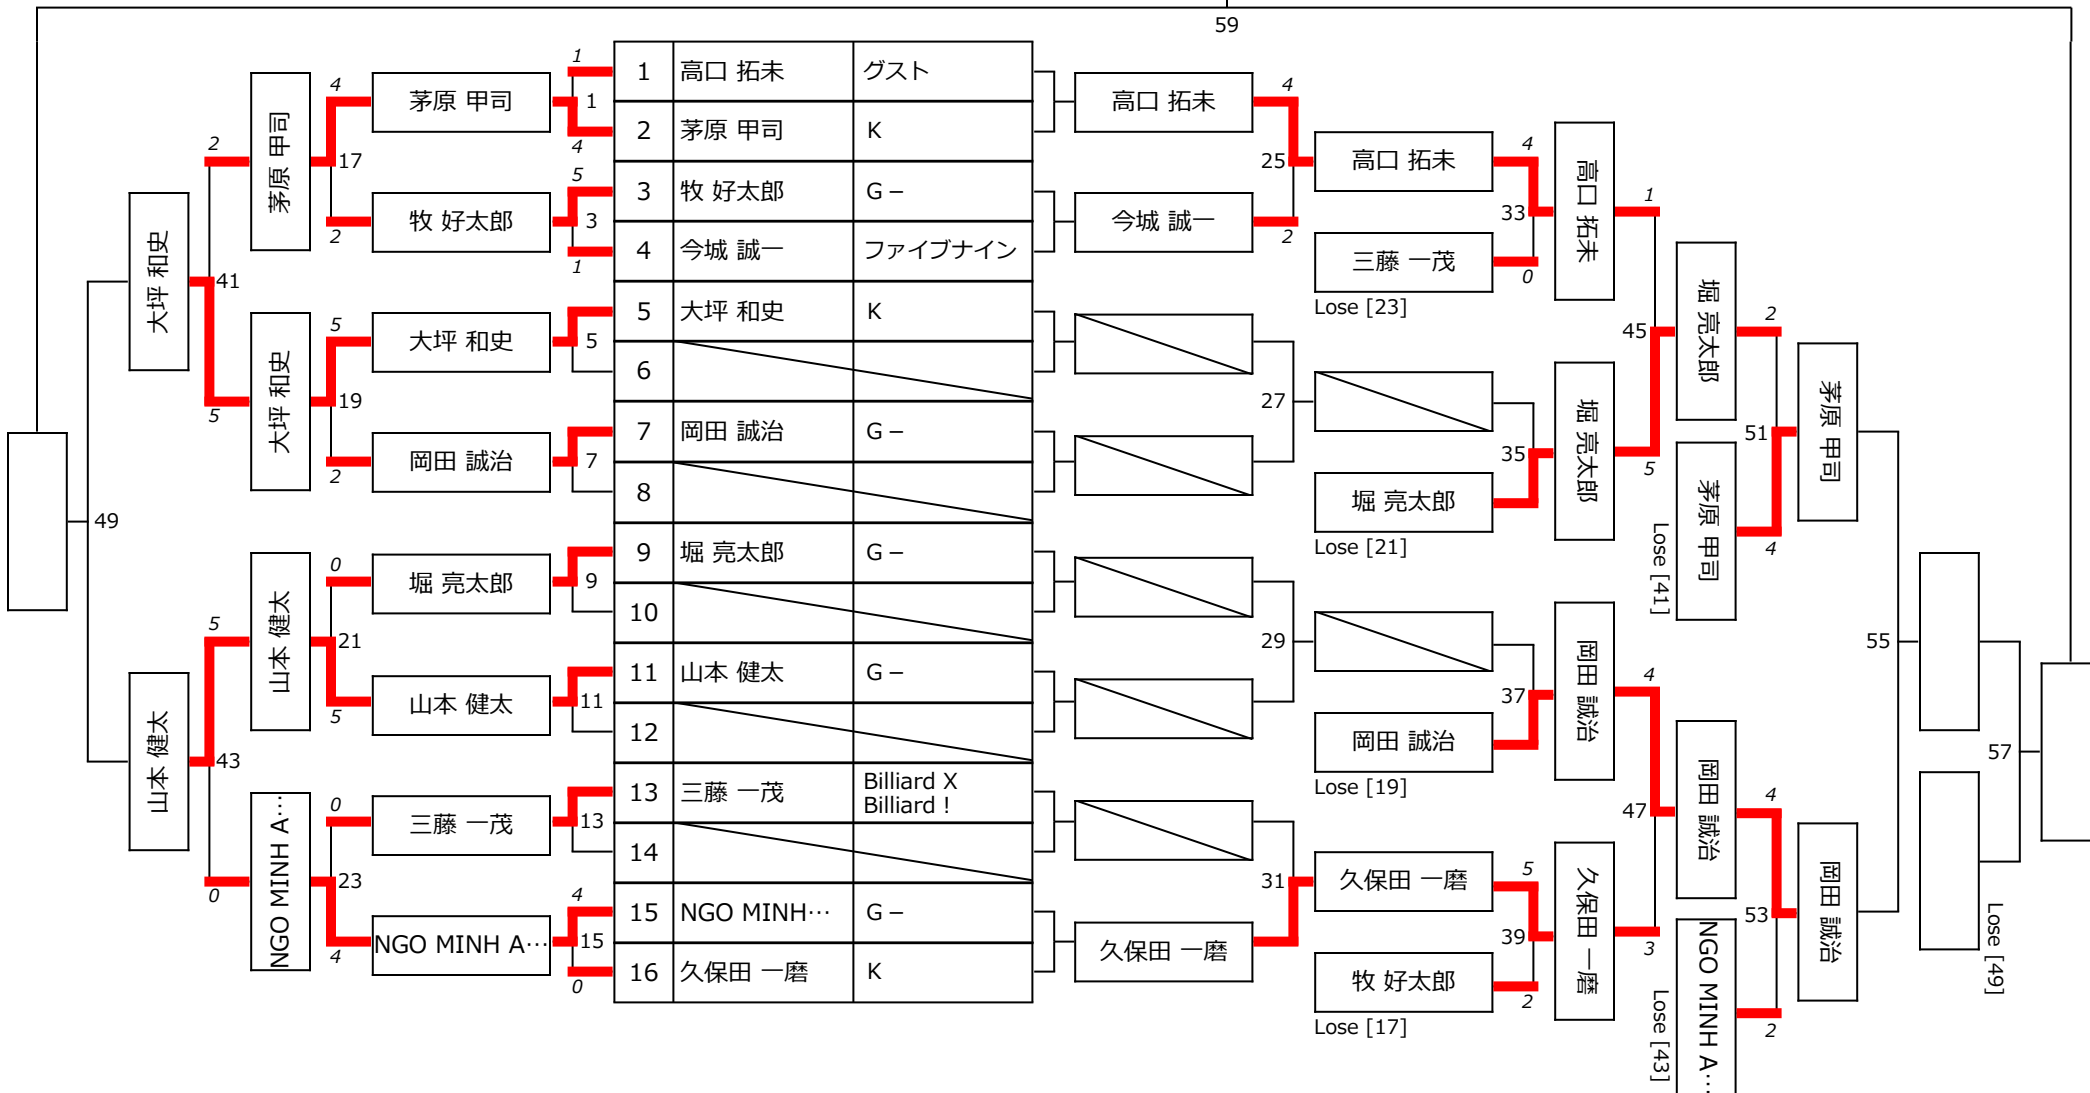 59
1 高口 拓未 グスト
2 茅原 甲司 K
3 牧 好太郎 G－
4 今城 誠一 ファイブナイン
5 大坪 和史 K
6
7 岡田 誠治 G－
8
9 堀 亮太郎 G－
10
11 山本 健太 G－
12
13 三藤 一茂 Billiard X
Billiard !
14
15 NGO MINH… G－
16 久保田 一磨 K
1
1
4
5
3
1
5
7
9
11
13
4
15
0
茅原 甲司
牧 好太郎
大坪 和史
岡田 誠治
堀 亮太郎
山本 健太
三藤 一茂
NGO MINH A…
4
17
2
5
19
2
0
21
5
0
23
4
茅原 甲司
大坪 和史
山本 健太
NGO MINH A…
2
41
5
5
43
0
大坪 和史
山本 健太
49
高口 拓未
今城 誠一
久保田 一磨
4
25
2
27
29
31
高口 拓未
三藤 一茂
Lose [23]
堀 亮太郎
Lose [21]
岡田 誠治
Lose [19]
久保田 一磨
牧 好太郎
Lose [17]
4
33
0
35
37
5
39
2
高口 拓未
堀 亮太郎
岡田 誠治
久保田 一磨
1
45
5
4
47
3
堀 亮太郎
茅原 甲司
Lose [41]
岡田 誠治
NGO MINH A…
Lose [43]
2
51
4
4
53
2
茅原 甲司
岡田 誠治
55
Lose [49]
57